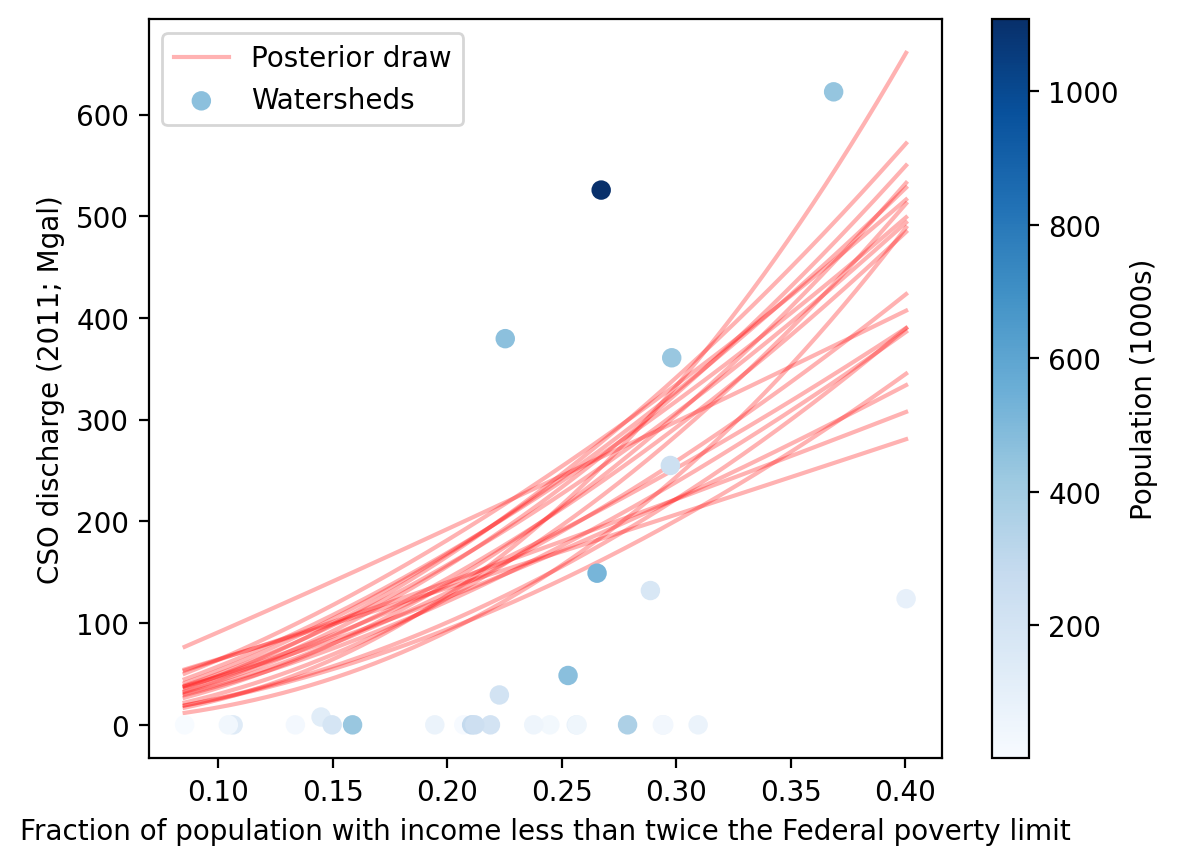 Posterior draw
Watersheds
CSO discharge (2011; Mgal)
600
500
400
300
200
100
0
0.10 0.15 0.20 0.25 0.30 0.35 0.40
Fraction of population with income less than twice the Federal poverty limit
1000
800
600
400
200
Population (1000s)